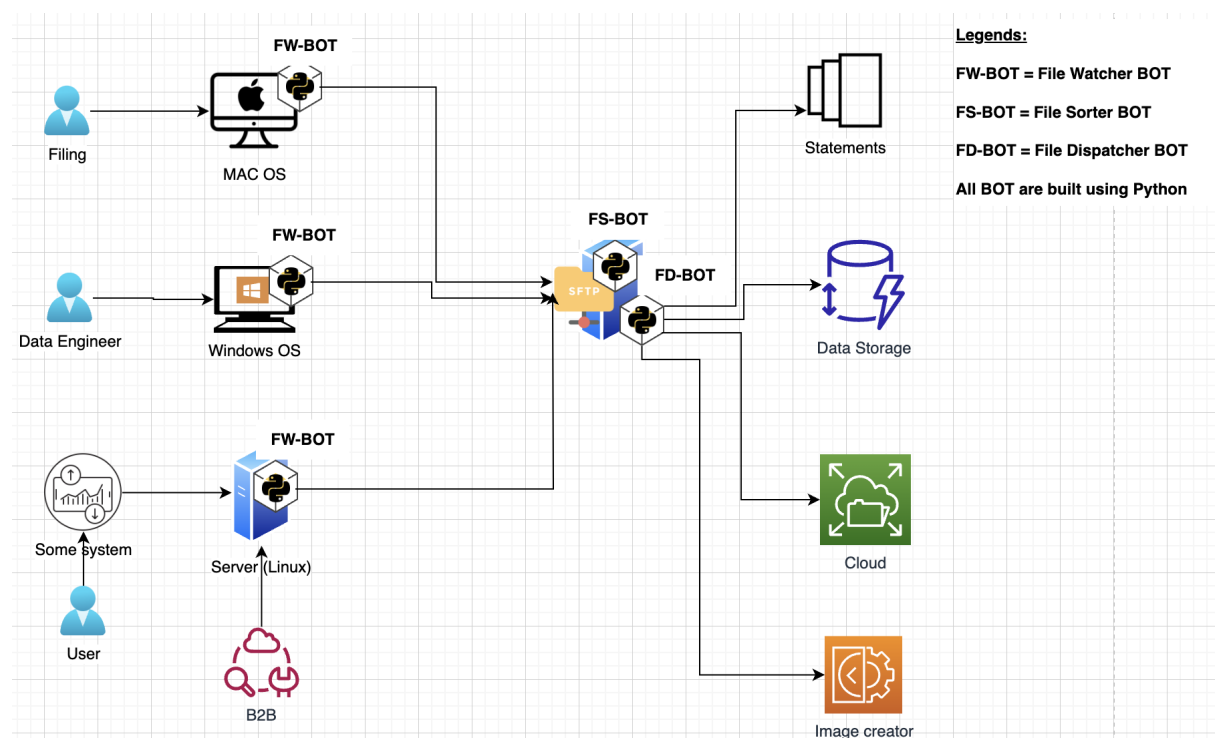 FW-BOT
Filing
MAC OS
FW-BOT
Data Engineer
Windows OS
FW-BOT
Some system
Server (Linux)
User
B2B
FS-BOT
FD-BOT
SFTP
Statements
Data Storage
Cloud
Image creator
Legends:
FW-BOT = File Watcher BOT
FS-BOT = File Sorter BOT
FD-BOT = File Dispatcher BOT
All BOT are built using Python